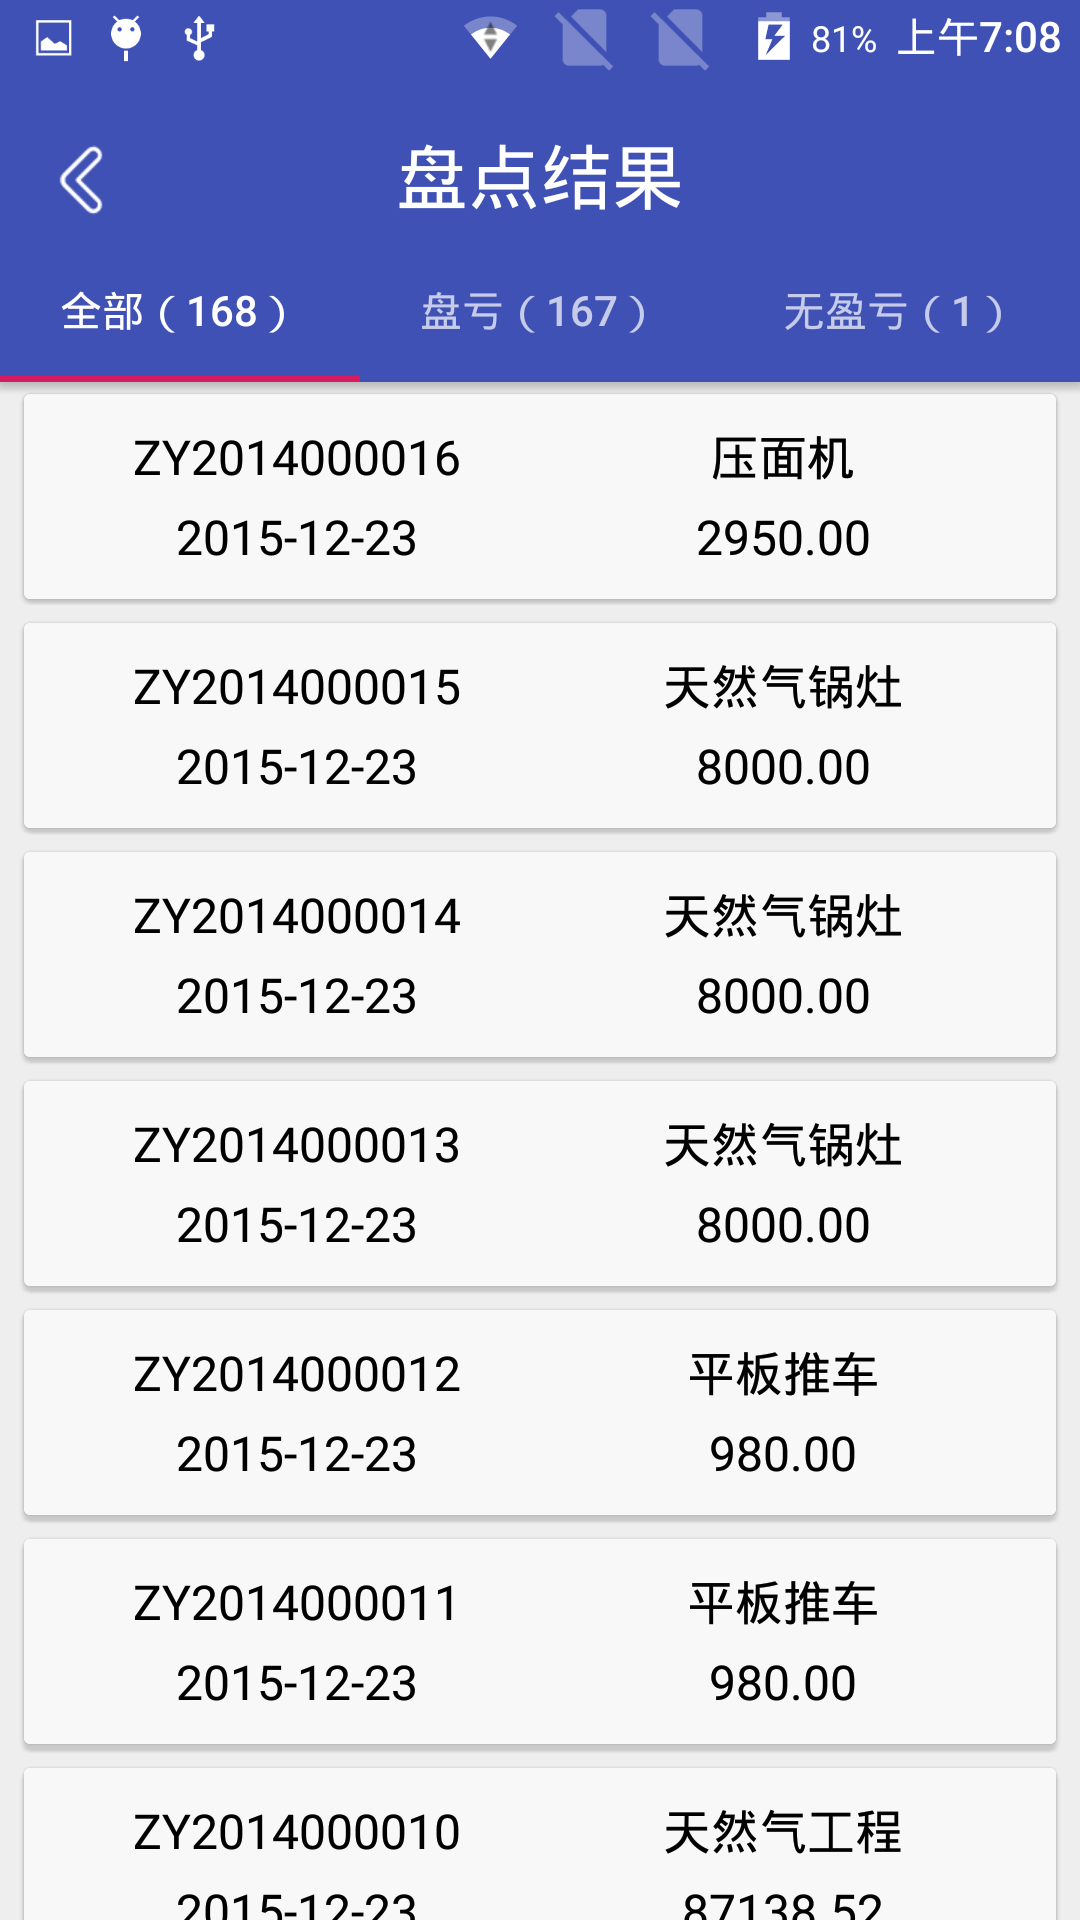 81% 上午7:08
盘点结果
全部（168） 盘亏（167） 无盈亏（1）
ZY2014000016 压面机
2015-12-23 2950.00
ZY2014000015 天然气锅灶
2015-12-23 8000.00
ZY2014000014 天然气锅灶
2015-12-23 8000.00
ZY2014000013 天然气锅灶
2015-12-23 8000.00
ZY2014000012 平板推车
2015-12-23 980.00
ZY2014000011 平板推车
2015-12-23 980.00
ZY2014000010 天然气工程
2015-12-23 87138.52